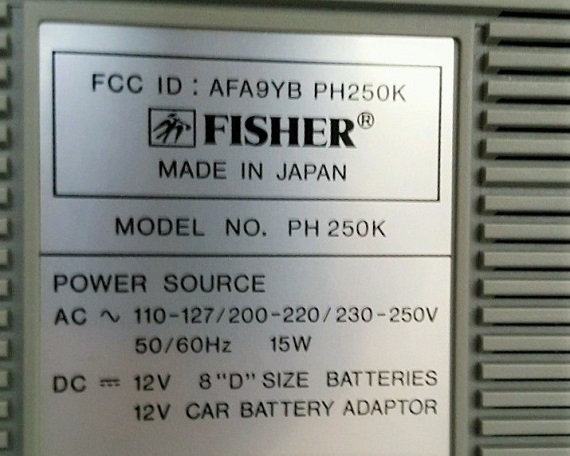 FCC ID : AFA9YB PH250K
FISHER®
MADE IN JAPAN
MODEL NO. PH 250K
POWER SOURCE
AC ∿ 110-127/200-220/230-250V
50/60Hz 15W
DC ⎓ 12V 8"D" SIZE BATTERIES
12V CAR BATTERY ADAPTOR